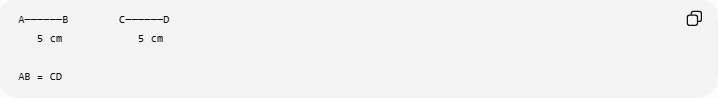 A──────B        C──────D
   5 cm            5 cm
AB = CD